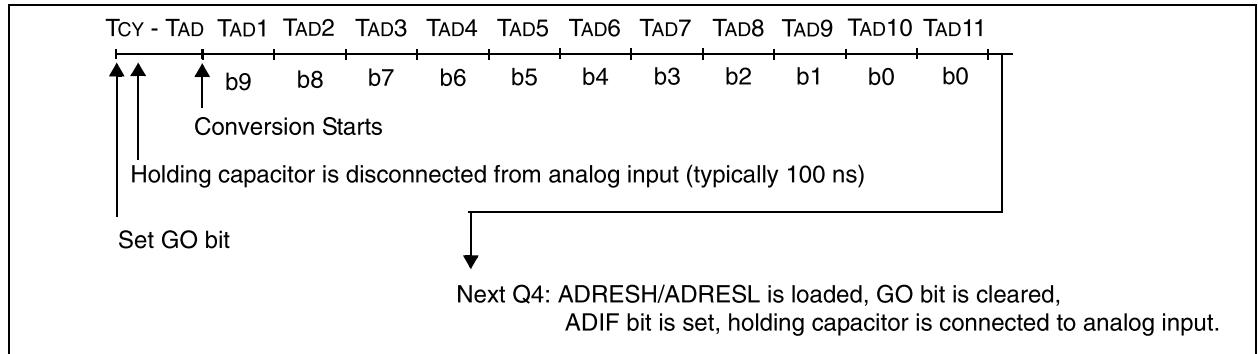 TCY - TAD TAD1 TAD2 TAD3 TAD4 TAD5 TAD6 TAD7 TAD8 TAD9 TAD10 TAD11
b9 b8 b7 b6 b5 b4 b3 b2 b1 b0 b0
Conversion Starts
Holding capacitor is disconnected from analog input (typically 100 ns)
Set GO bit
Next Q4: ADRESH/ADRESL is loaded, GO bit is cleared,
ADIF bit is set, holding capacitor is connected to analog input.